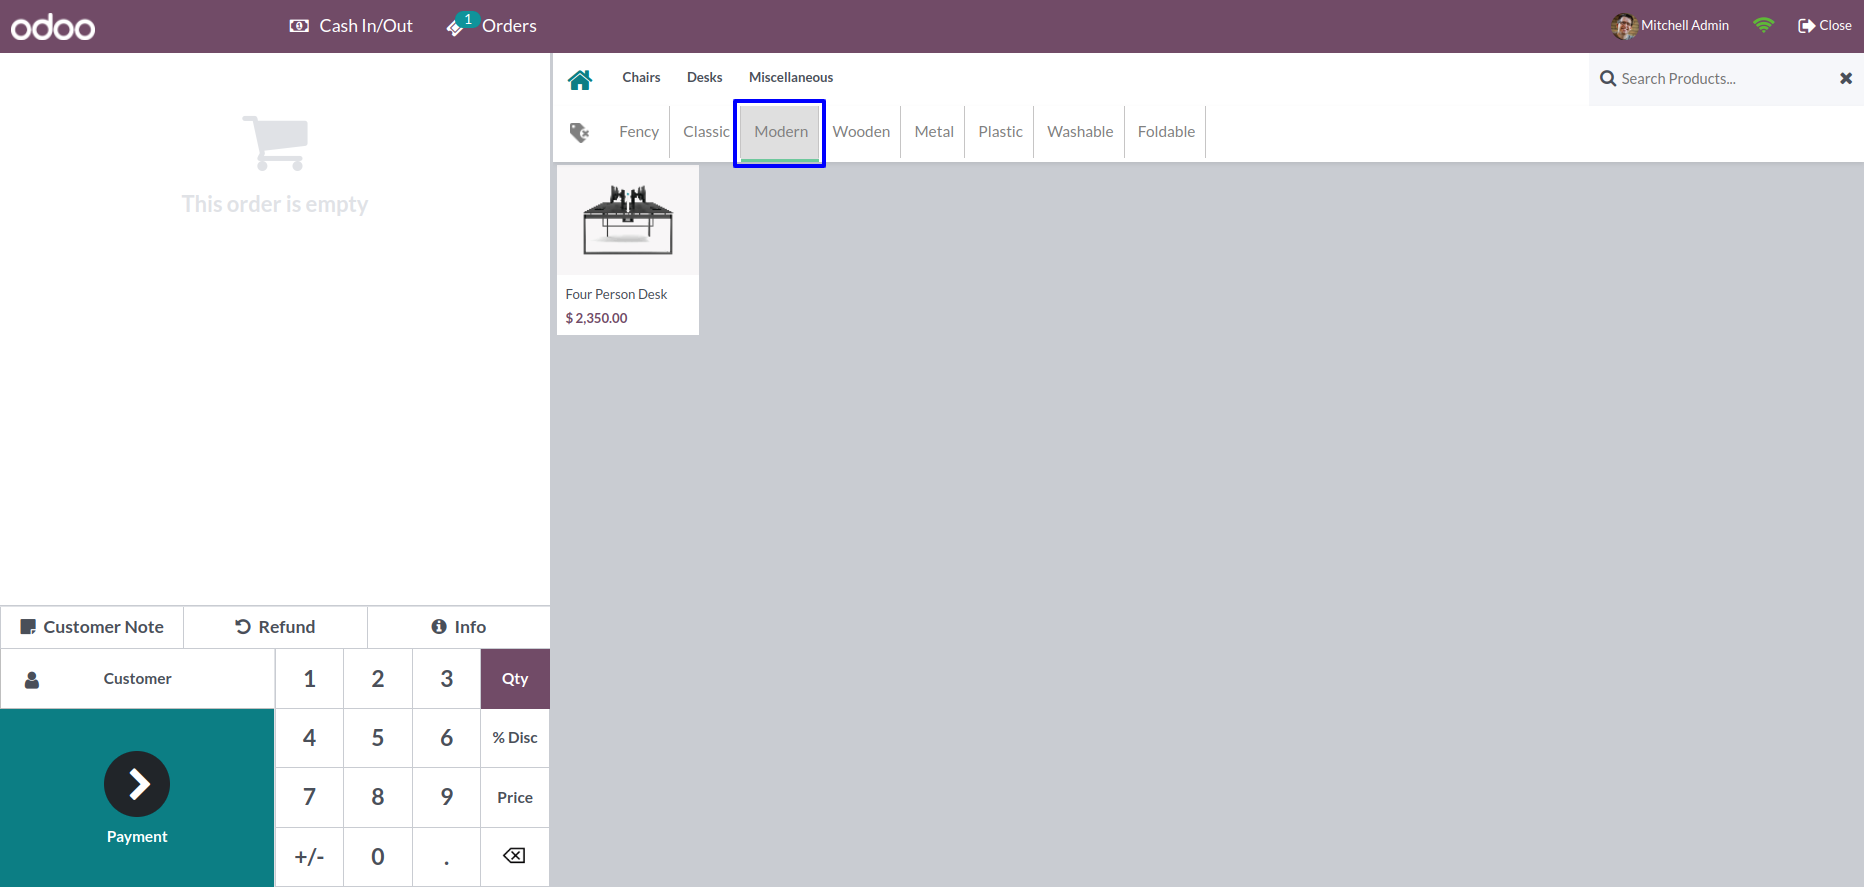 odoo
Cash In/Out
1
Orders
Mitchell Admin
Close
This order is empty
Chairs Desks Miscellaneous
Search Products...
Fency Classic Modern Wooden Metal Plastic Washable Foldable
Four Person Desk
$ 2,350.00
Customer Note Refund Info
Customer 1 2 3 Qty
4 5 6 % Disc
7 8 9 Price
Payment
+/- 0 .